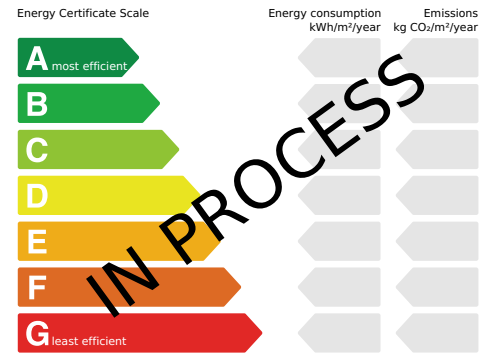 Energy Certificate Scale
Energy consumption
kWh/m²/year
Emissions
kg CO₂/m²/year
A most efficient
B
C
D
E
F
G least efficient
IN PROCESS